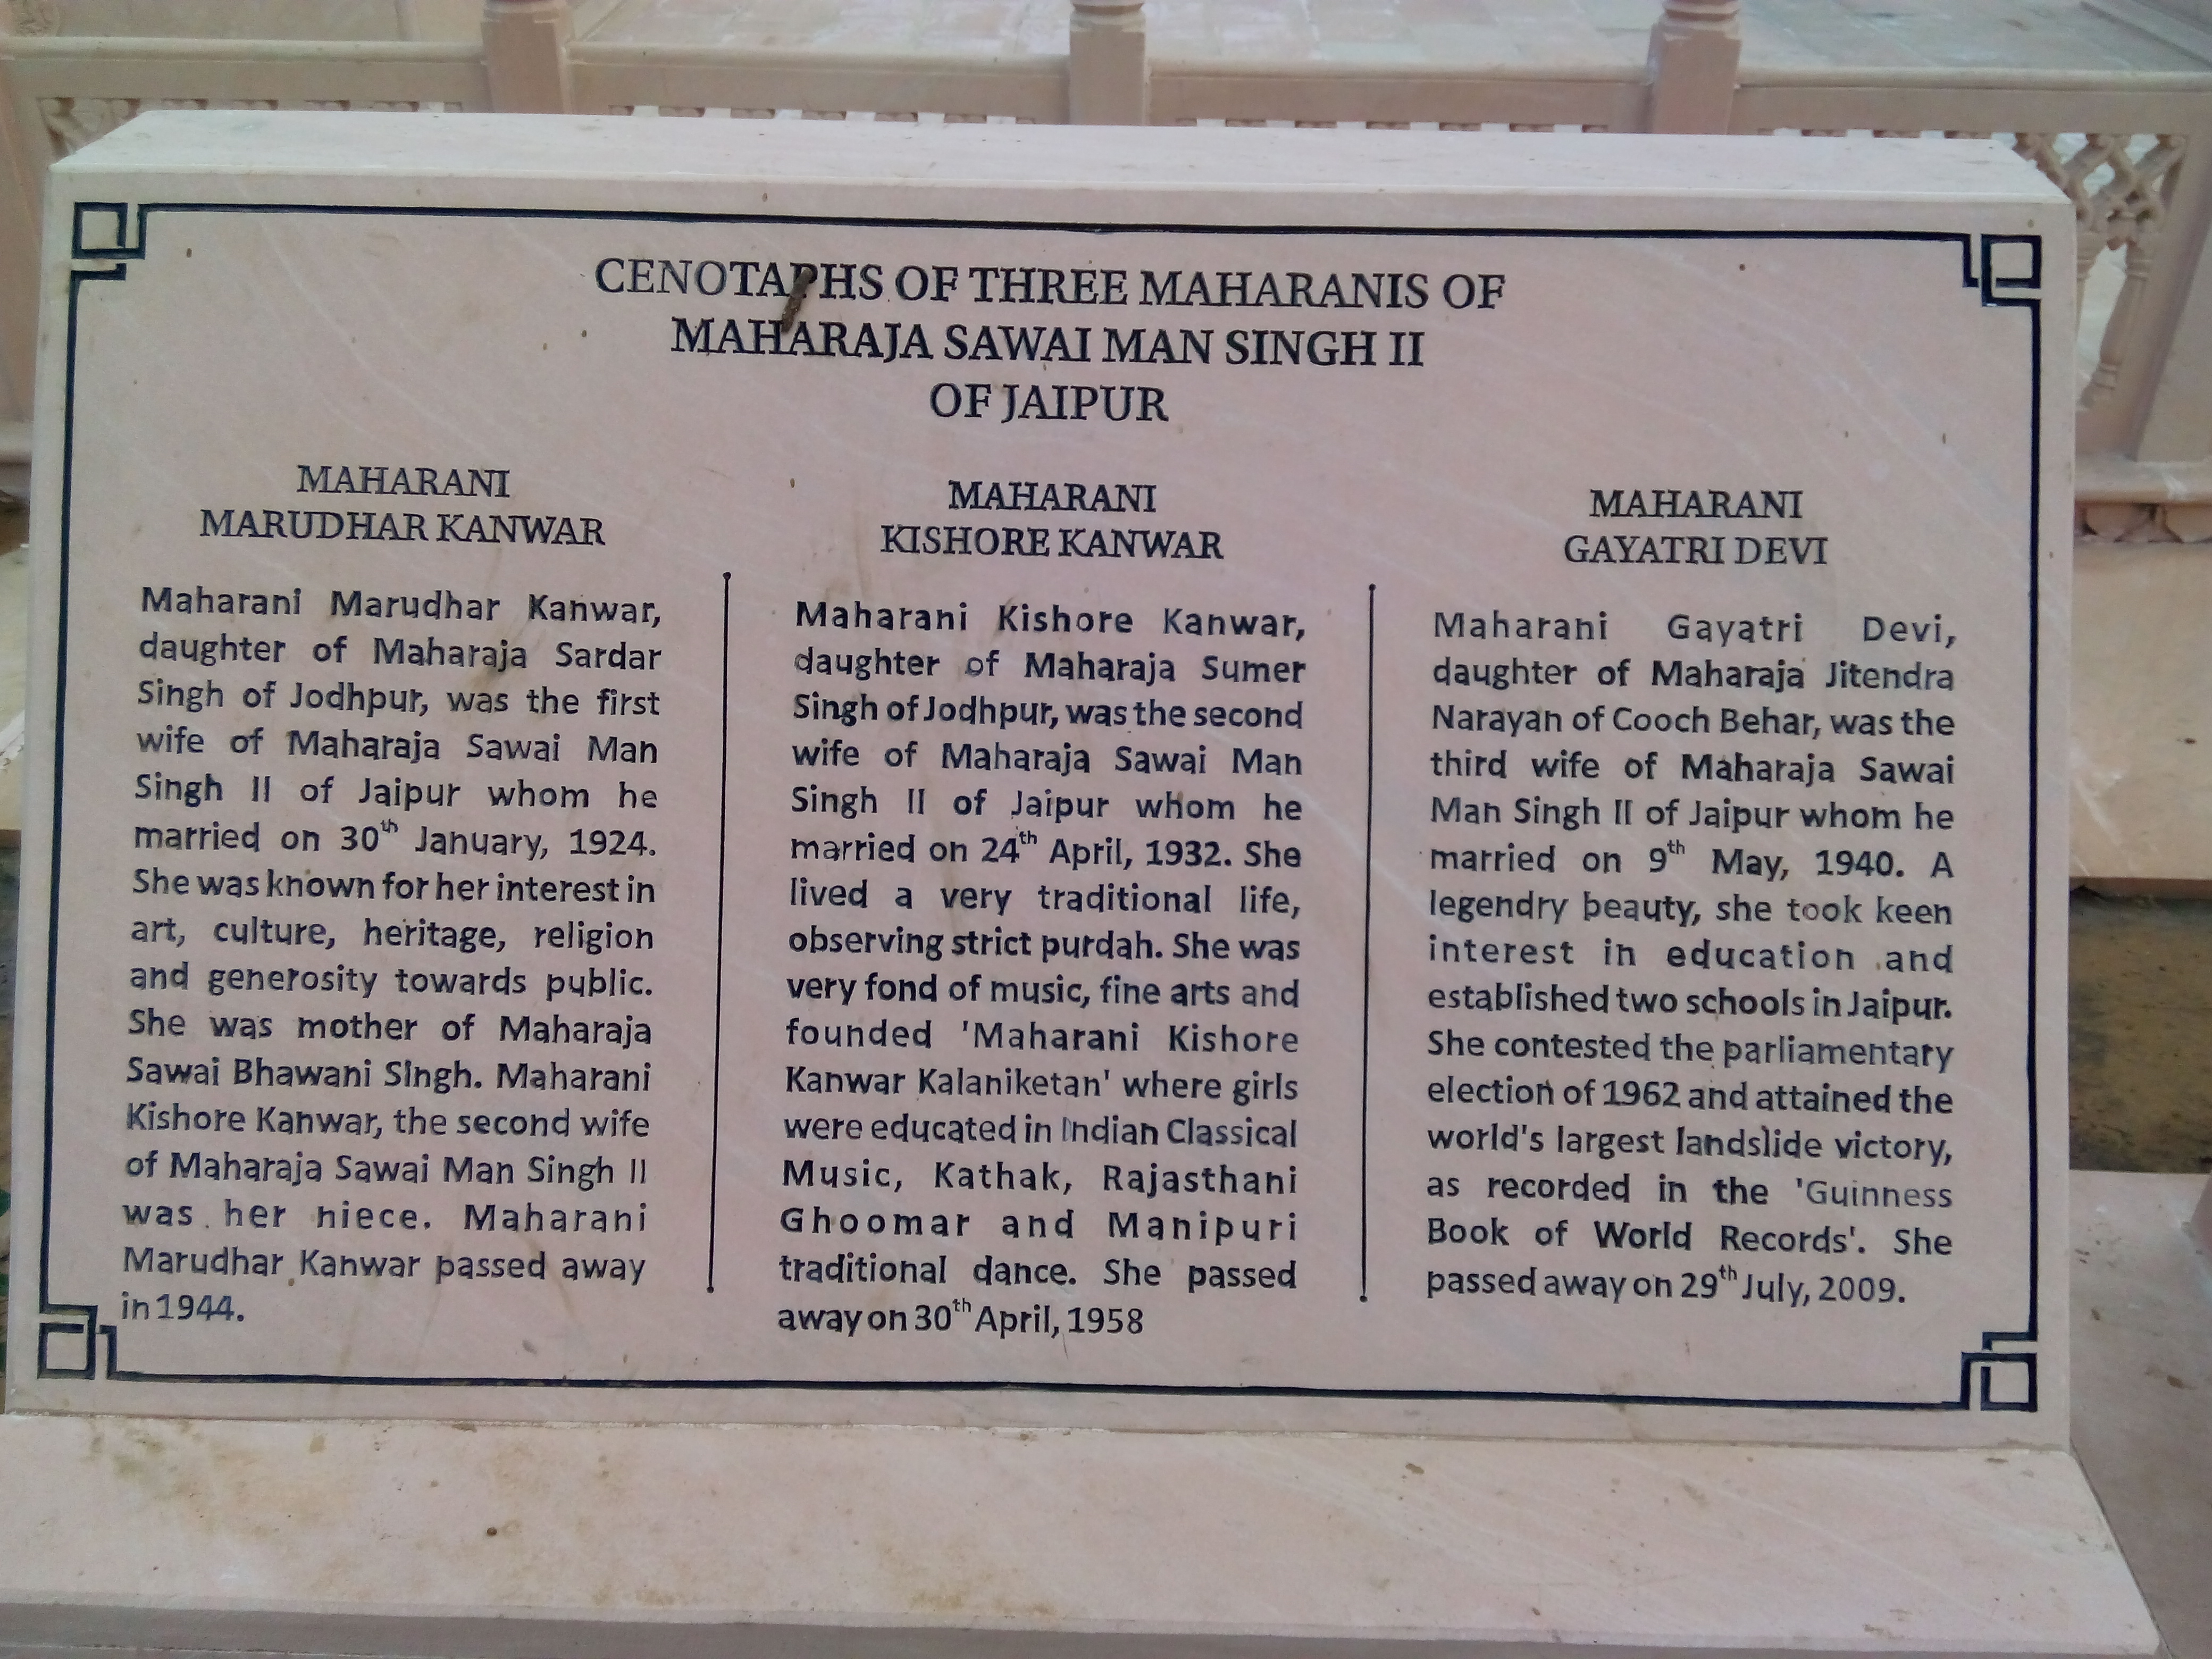 CENOTAPHS OF THREE MAHARANIS OF
MAHARAJA SAWAI MAN SINGH II
OF JAIPUR
MAHARANI
MARUDHAR KANWAR
Maharani Marudhar Kanwar,
daughter of Maharaja Sardar
Singh of Jodhpur, was the first
wife of Maharaja Sawai Man
Singh II of Jaipur whom he
married on 30th January, 1924.
She was known for her interest in
art, culture, heritage, religion
and generosity towards public.
She was mother of Maharaja
Sawai Bhawani Singh. Maharani
Kishore Kanwar, the second wife
of Maharaja Sawai Man Singh II
was her niece. Maharani
Marudhar Kanwar passed away
in 1944.
MAHARANI
KISHORE KANWAR
Maharani Kishore Kanwar,
daughter of Maharaja Sumer
Singh of Jodhpur, was the second
wife of Maharaja Sawai Man
Singh II of Jaipur whom he
married on 24th April, 1932. She
lived a very traditional life,
observing strict purdah. She was
very fond of music, fine arts and
founded 'Maharani Kishore
Kanwar Kalaniketan' where girls
were educated in Indian Classical
Music, Kathak, Rajasthani
Ghoomar and Manipuri
traditional dance. She passed
away on 30th April, 1958
MAHARANI
GAYATRI DEVI
Maharani Gayatri Devi,
daughter of Maharaja Jitendra
Narayan of Cooch Behar, was the
third wife of Maharaja Sawai
Man Singh II of Jaipur whom he
married on 9th May, 1940. A
legendry beauty, she took keen
interest in education and
established two schools in Jaipur.
She contested the parliamentary
election of 1962 and attained the
world's largest landslide victory,
as recorded in the 'Guinness
Book of World Records'. She
passed away on 29th July, 2009.